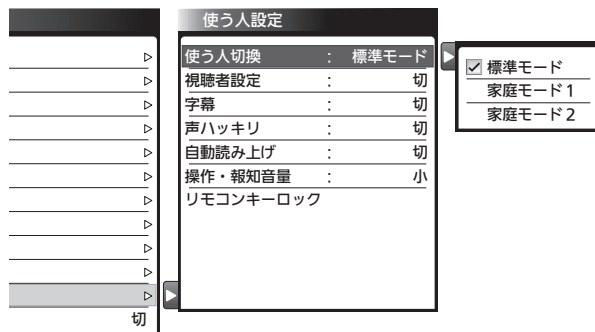 使う人設定
使う人切換 : 標準モード
視聴者設定 : 切
字幕 : 切
声ハッキリ : 切
自動読み上げ : 切
操作・報知音量 : 小
リモコンキーロック
標準モード
家庭モード1
家庭モード2
切